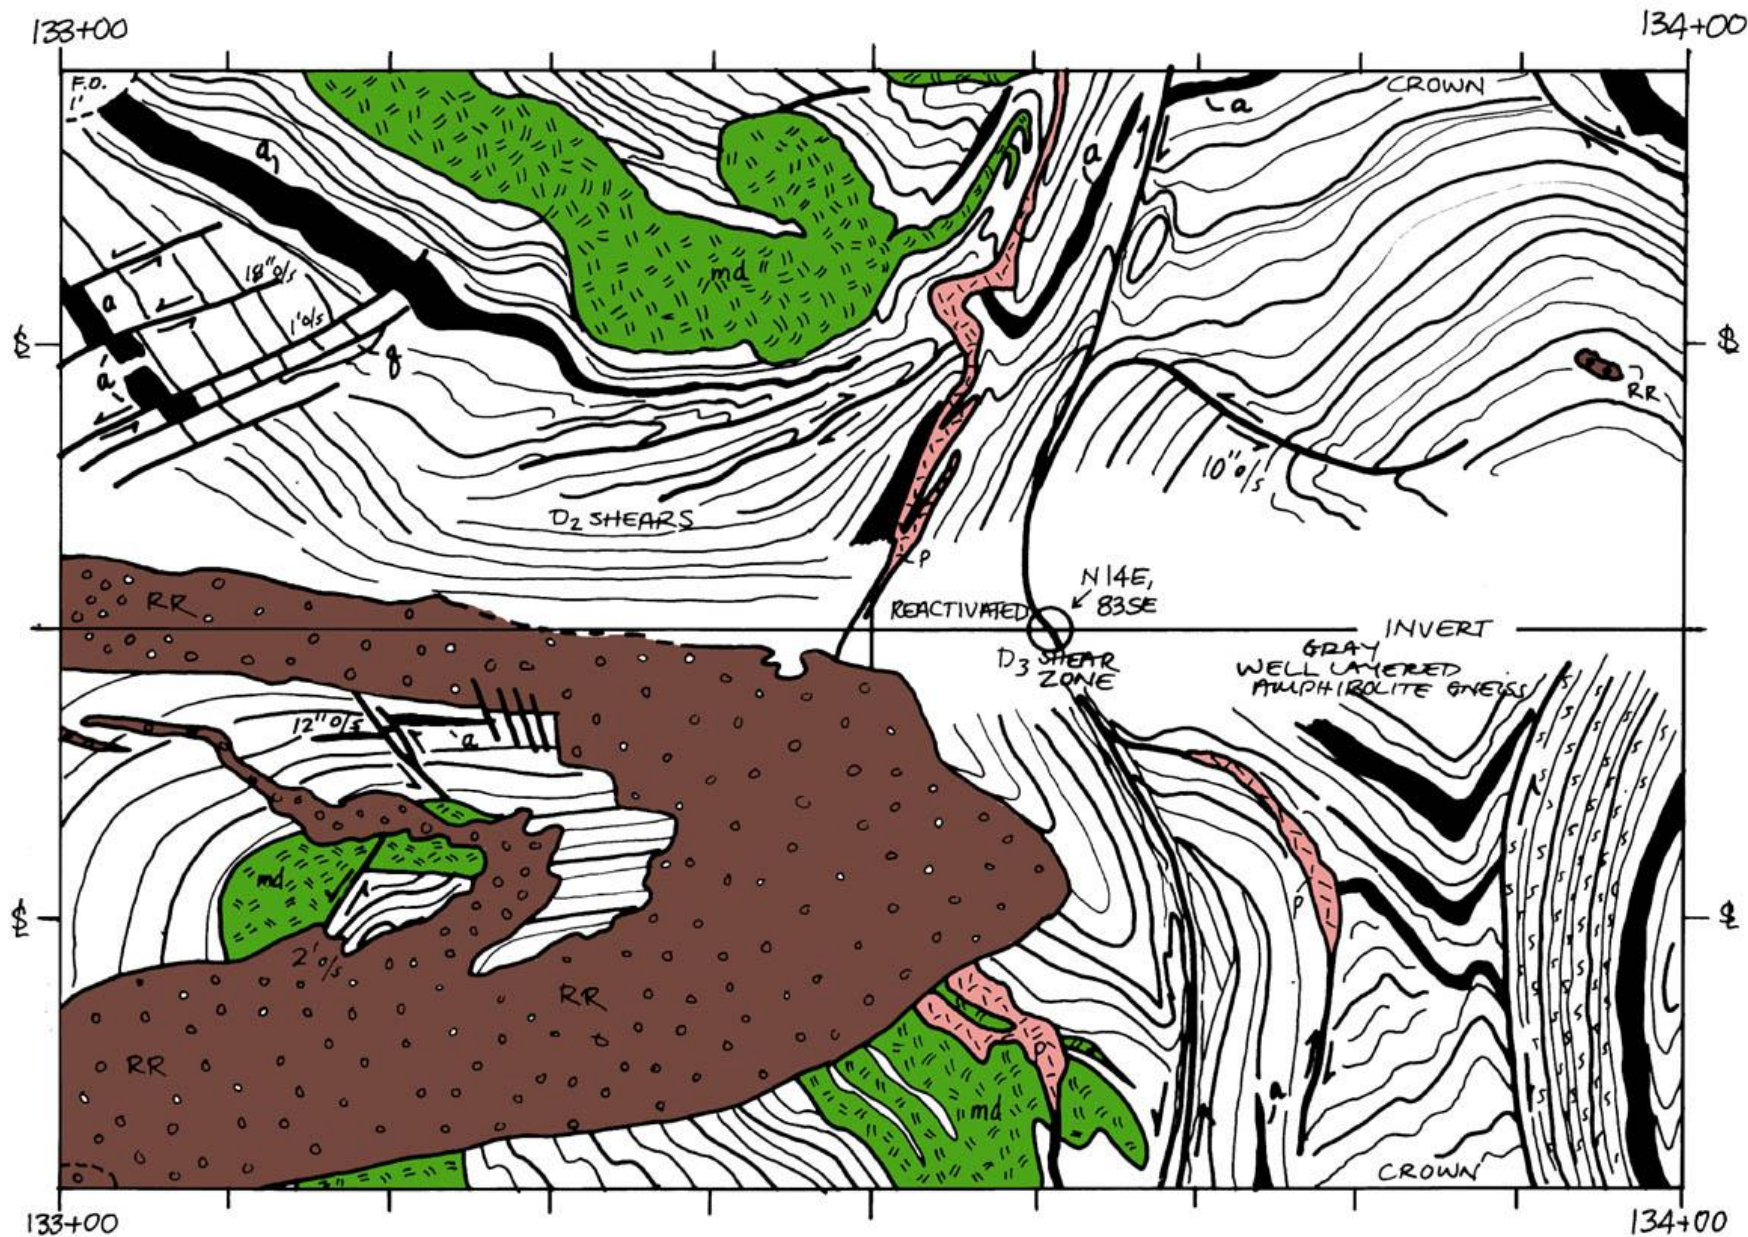 133+00
134+00
F.O.
1'
CROWN
a
a
a
18" o/s
a
md
1' o/s
a
q
RR
10" o/s
D2 SHEARS
P
N14E,
83SE
RR
REACTIVATED
INVERT
D3 SHEAR
ZONE
GRAY
WELL LAYERED
AMPHIBOLITE GNEISS
12" o/s
a
md
P
2' o/s
RR
RR
P
md
a
CROWN
133+00
134+00